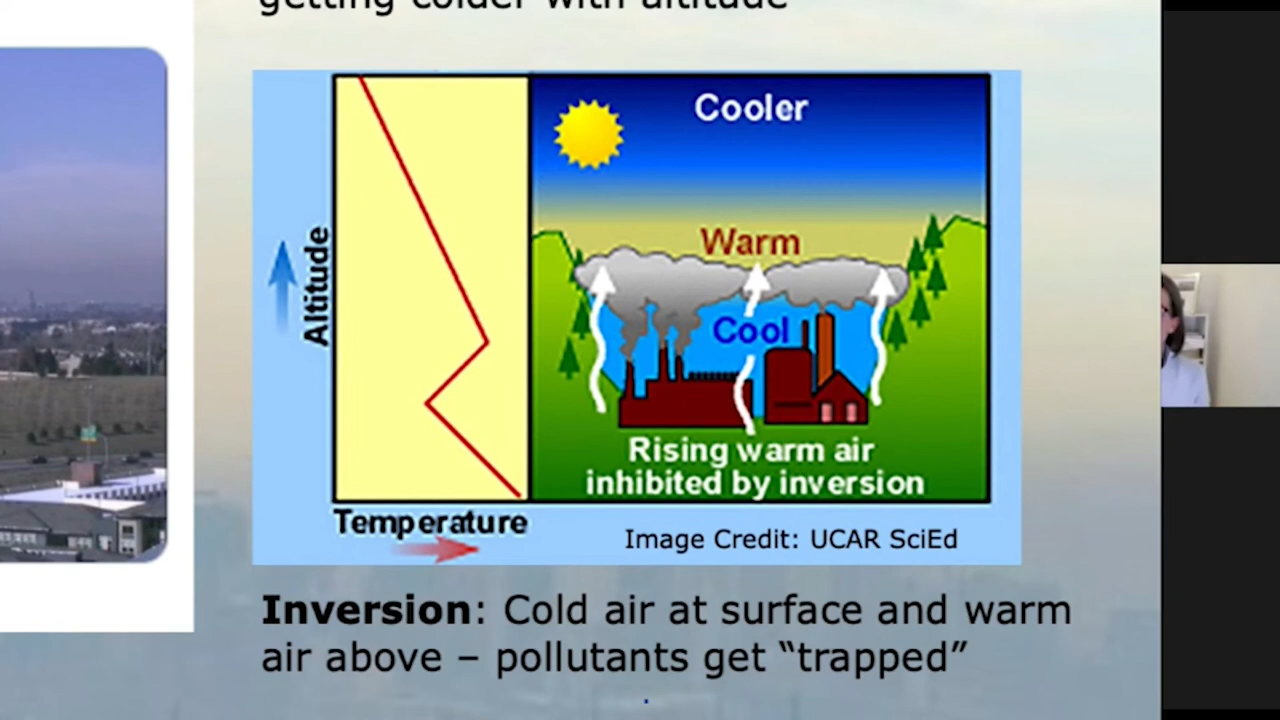 getting colder with altitude
Cooler
Warm
Altitude
Cool
Rising warm air
inhibited by inversion
Temperature
Image Credit: UCAR SciEd
Inversion: Cold air at surface and warm
air above – pollutants get “trapped”